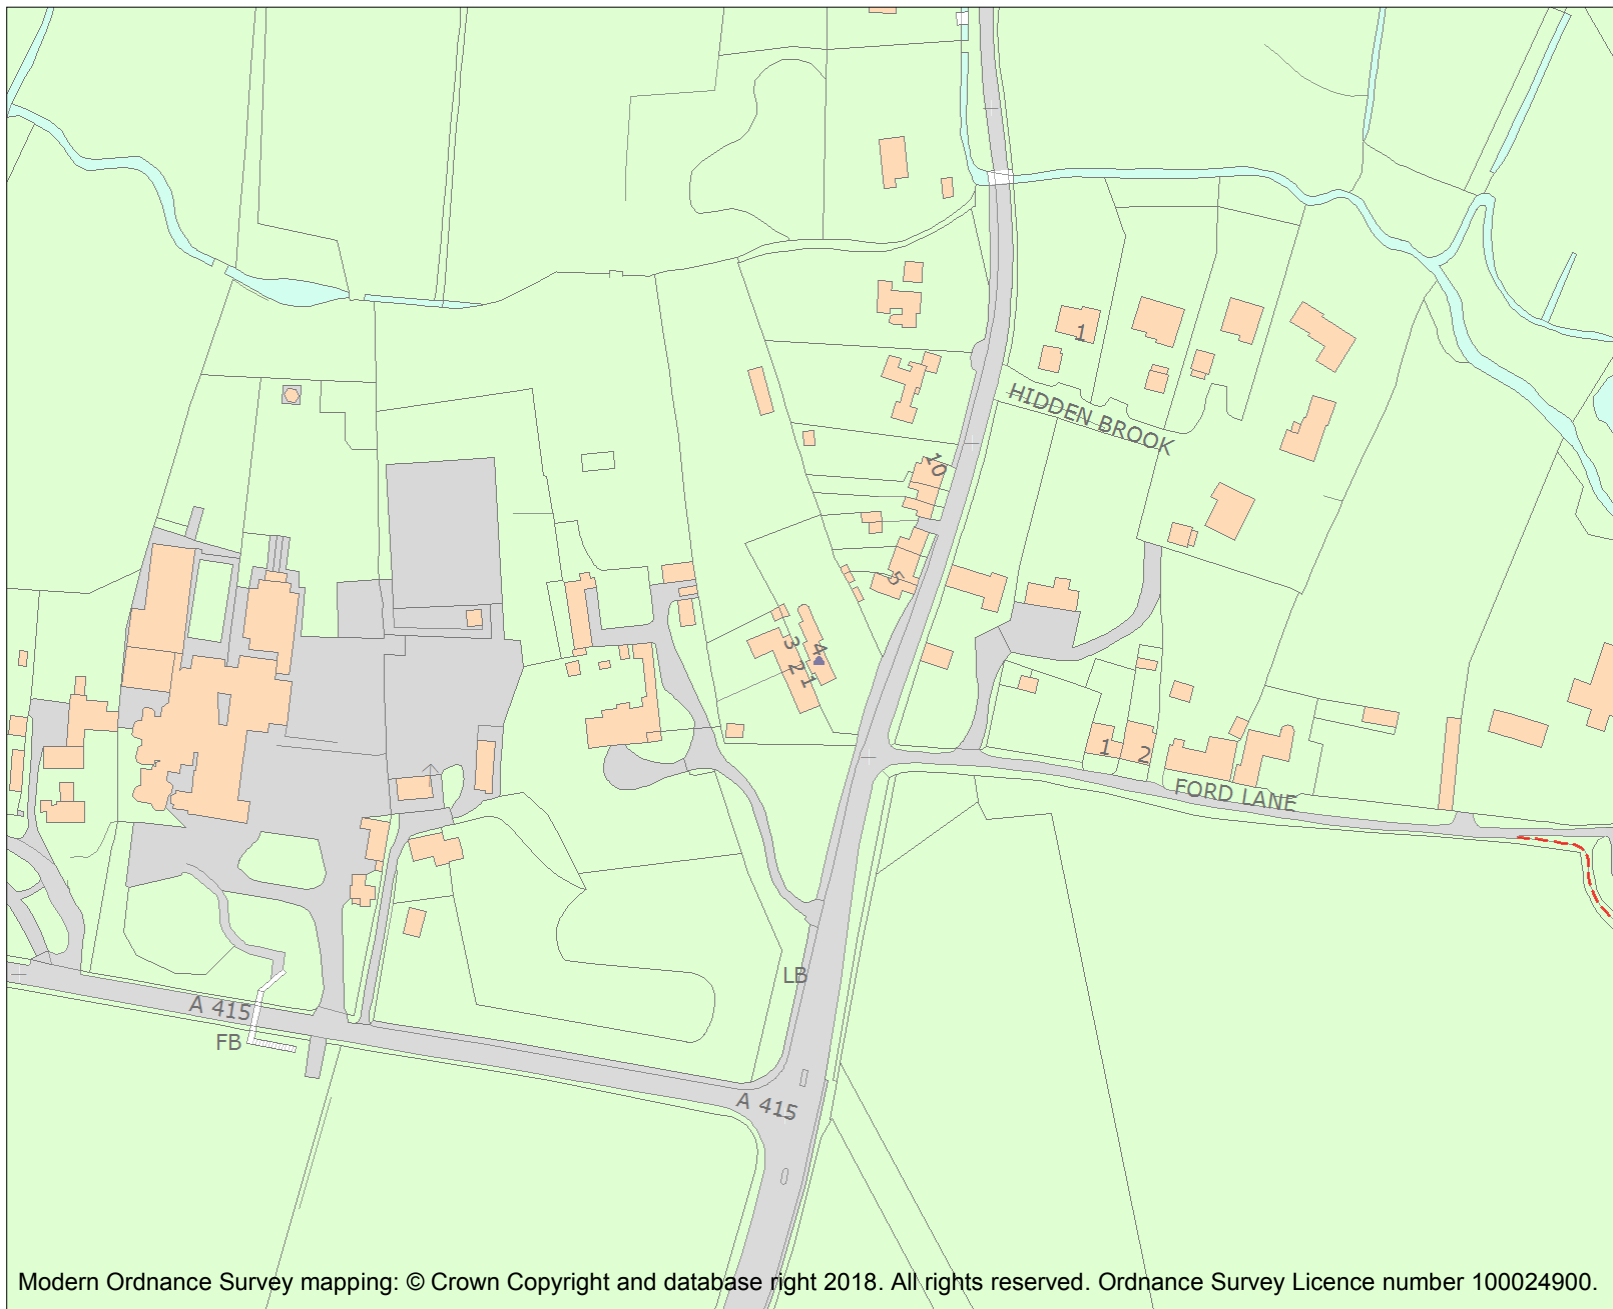 1
HIDDEN BROOK
10
5
3
4
2
1
1
2
FORD LANE
LB
A 415
FB
A 415
Modern Ordnance Survey mapping: © Crown Copyright and database right 2018. All rights reserved. Ordnance Survey Licence number 100024900.